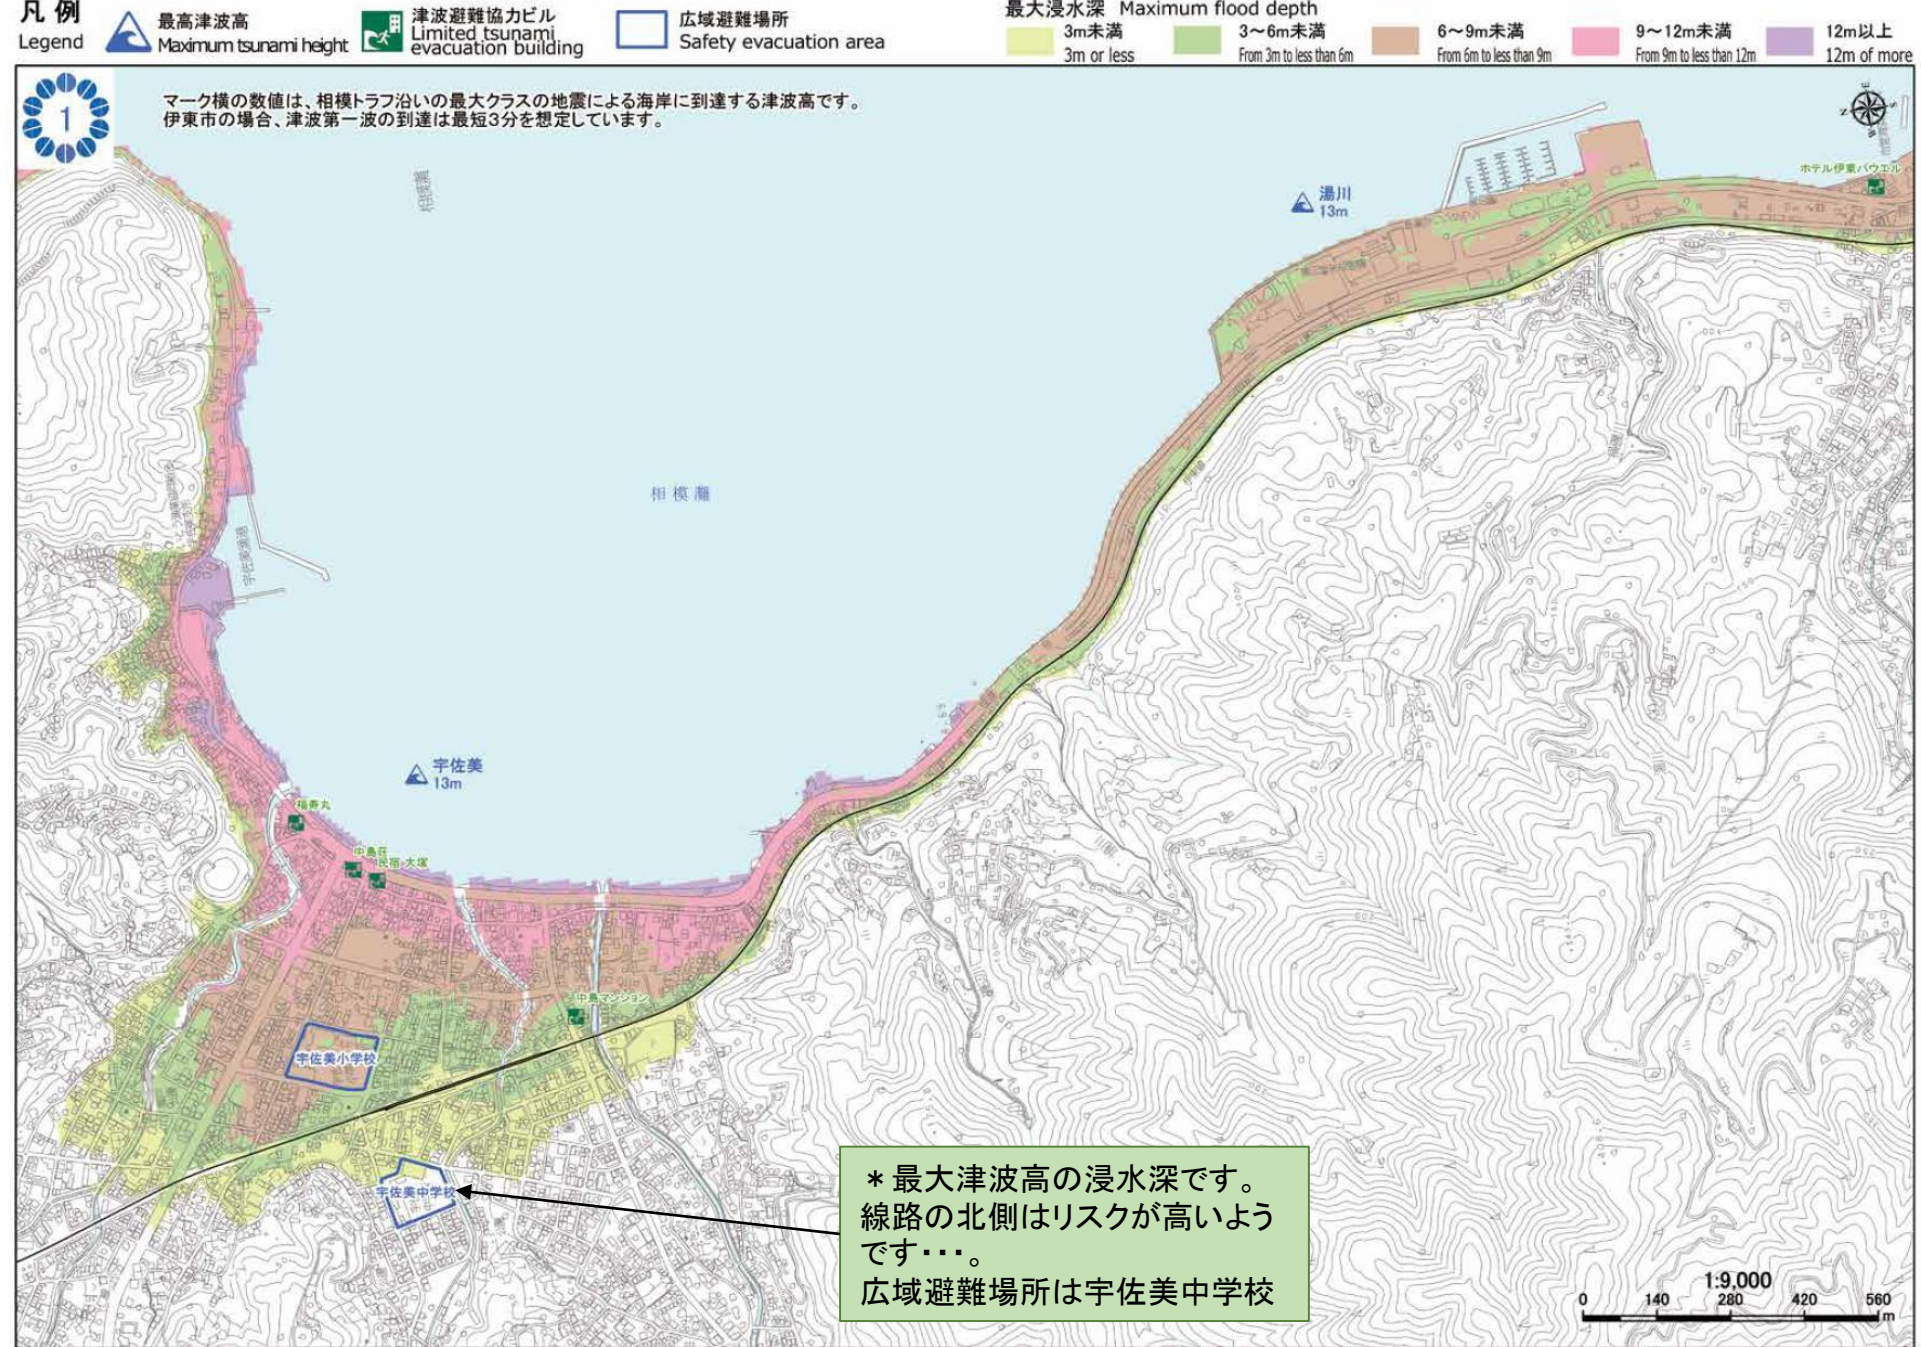 凡例
Legend
最高津波高
Maximum tsunami height
津波避難協力ビル
Limited tsunami
evacuation building
広域避難場所
Safety evacuation area
最大浸水深 Maximum flood depth
3m未満
3m or less
3～6m未満
From 3m to less than 6m
6～9m未満
From 6m to less than 9m
9～12m未満
From 9m to less than 12m
12m以上
12m of more
1
マーク横の数値は、相模トラフ沿いの最大クラスの地震による海岸に到達する津波高です。
伊東市の場合、津波第一波の到達は最短3分を想定しています。
相模灘
湯川
13m
ホテル伊東パウエル
相模灘
宇佐美漁港
宇佐美
13m
福寿丸
中島荘
民宿 大塚
中島マンション
宇佐美小学校
宇佐美中学校
＊最大津波高の浸水深です。
線路の北側はリスクが高いよう
です・・・。
広域避難場所は宇佐美中学校
1:9,000
0 140 280 420 560
m